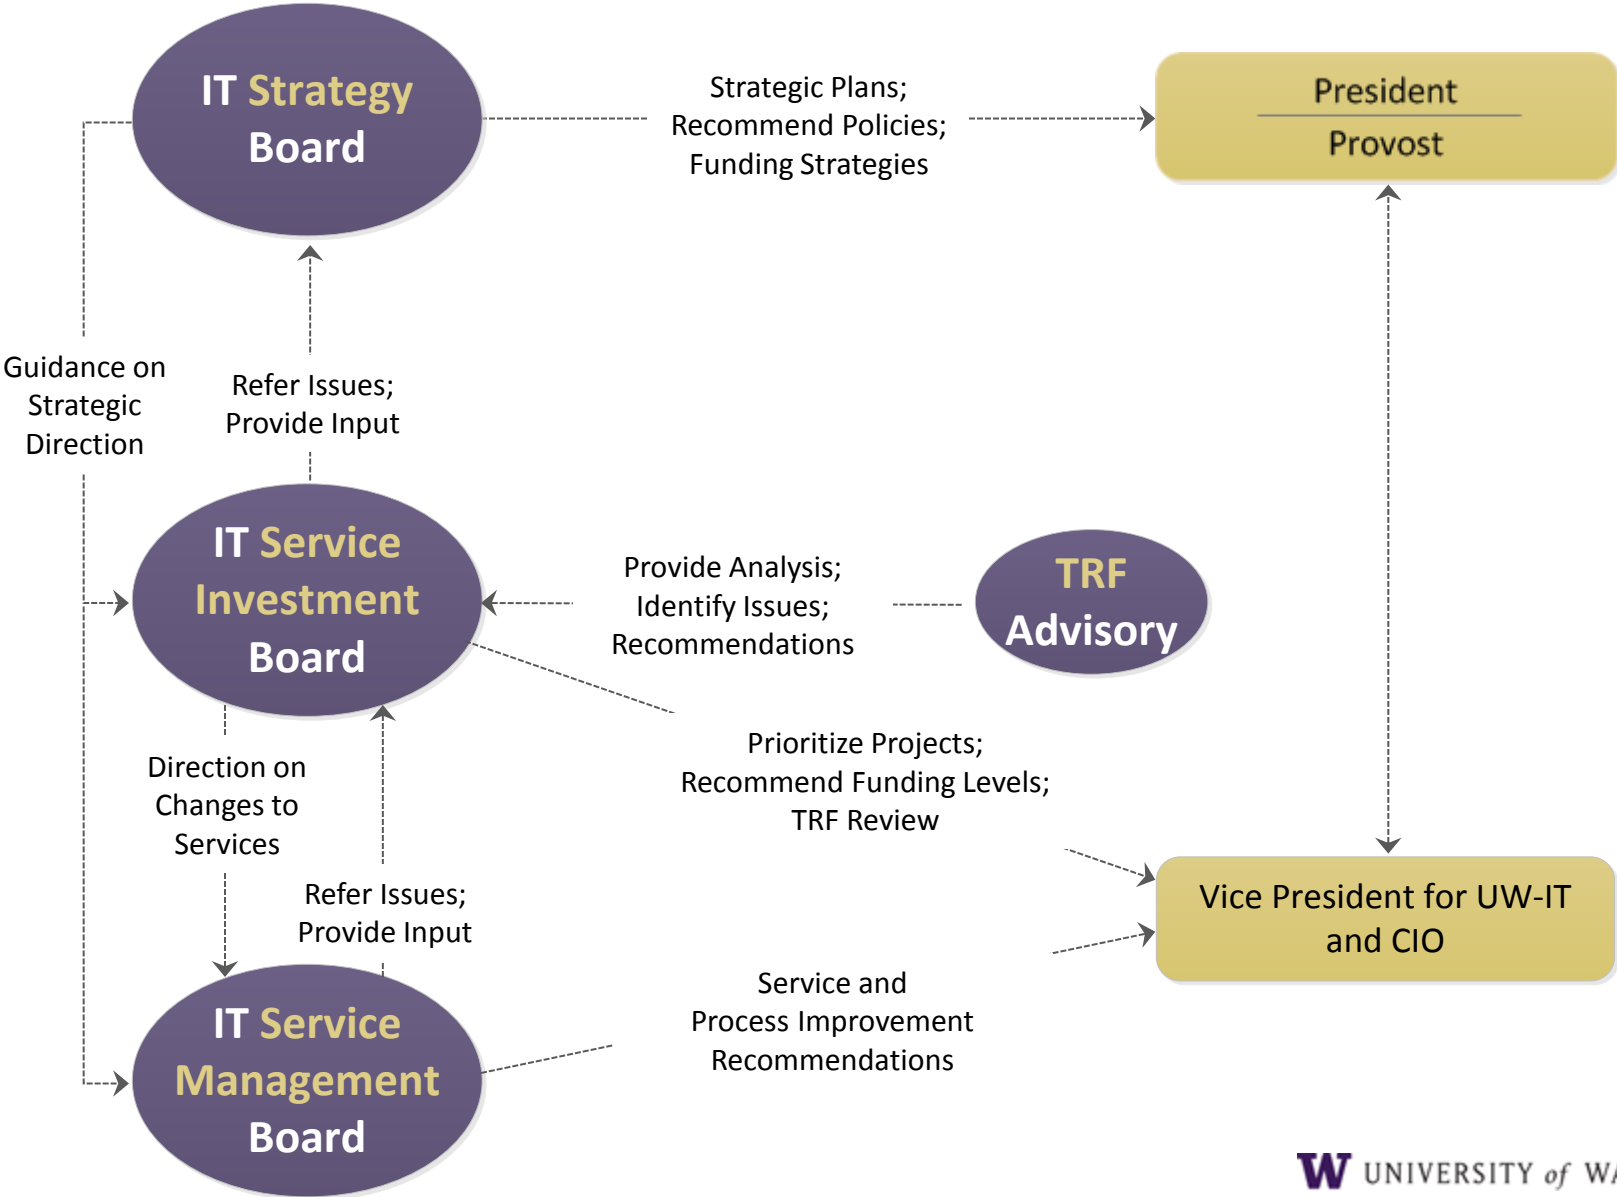 IT Strategy
Board
Strategic Plans;
Recommend Policies;
Funding Strategies
President
Provost
Guidance on
Strategic
Direction
Refer Issues;
Provide Input
IT Service
Investment
Board
Provide Analysis;
Identify Issues;
Recommendations
TRF
Advisory
Prioritize Projects;
Recommend Funding Levels;
TRF Review
Direction on
Changes to
Services
Refer Issues;
Provide Input
Vice President for UW-IT
and CIO
IT Service
Management
Board
Service and
Process Improvement
Recommendations
W UNIVERSITY of WA